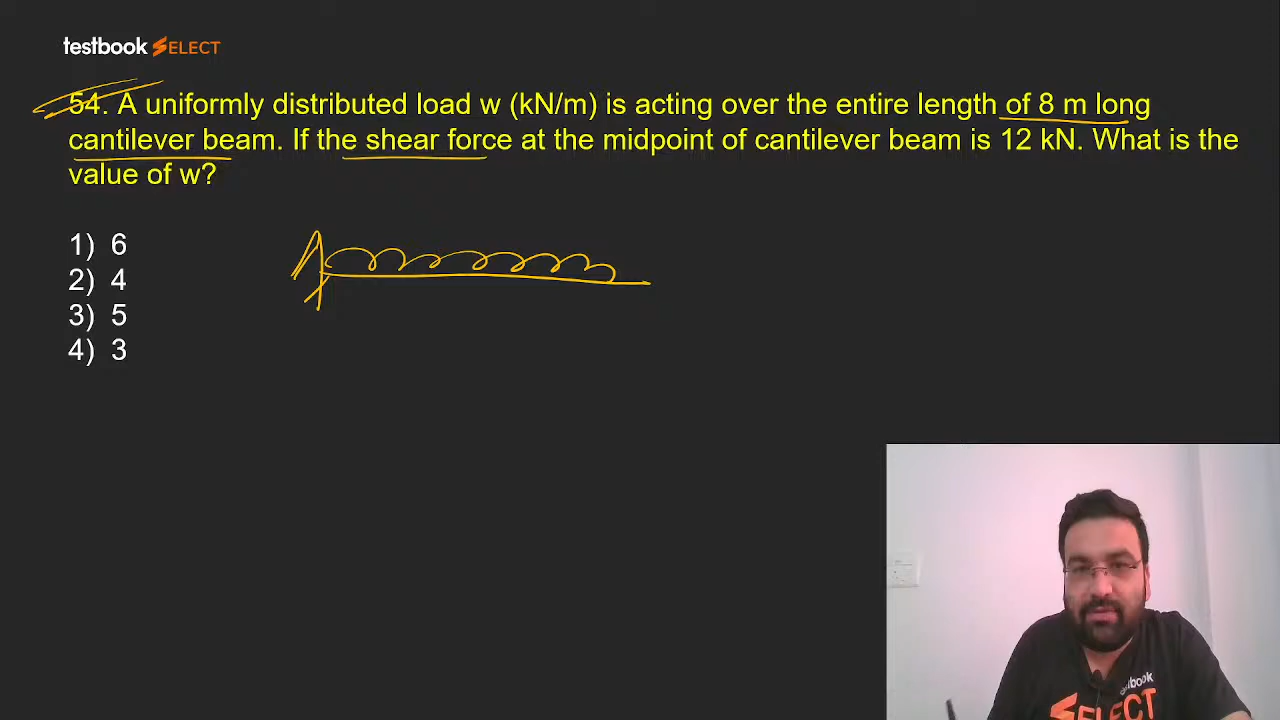 testbook SELECT
54. A uniformly distributed load w (kN/m) is acting over the entire length of 8 m long
cantilever beam. If the shear force at the midpoint of cantilever beam is 12 kN. What is the
value of w?
1) 6
2) 4
3) 5
4) 3
testbook
SELECT